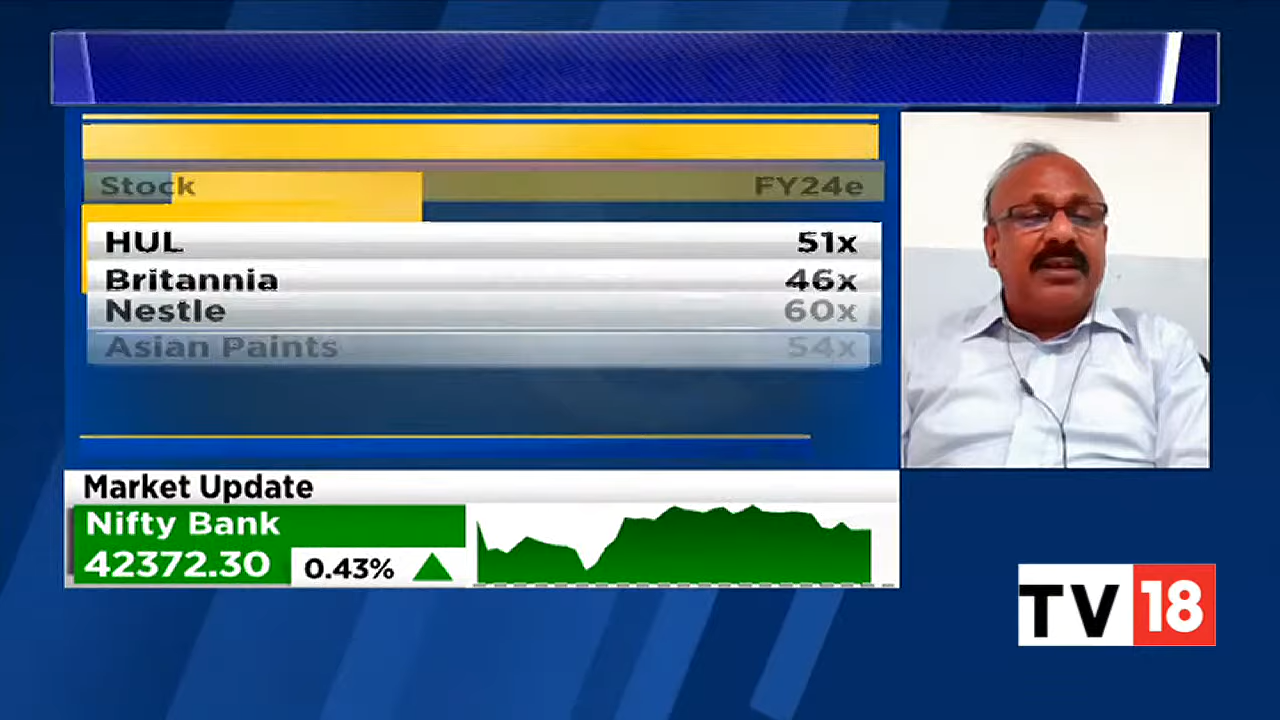 Stock FY24e
HUL 51x
Britannia 46x
Nestle 60x
Asian Paints 54x
Market Update
Nifty Bank
42372.30 0.43%
TV18